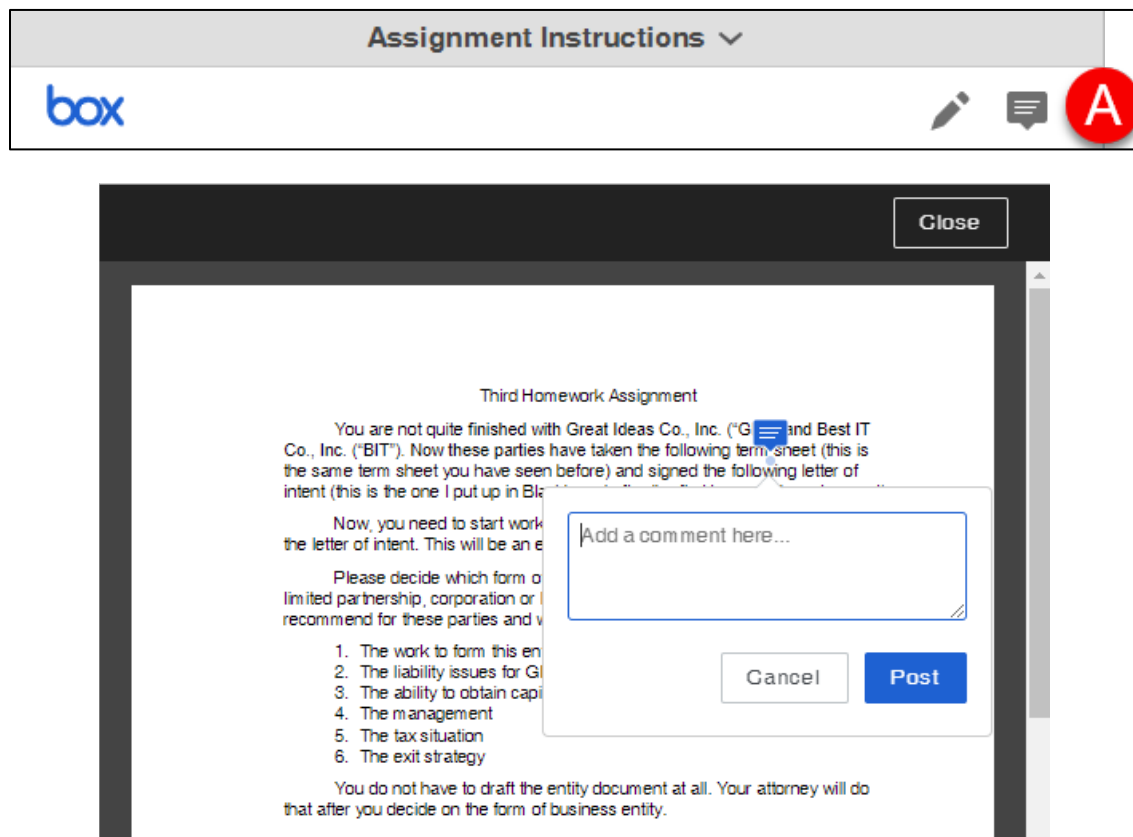 Assignment Instructions
box
A
Close
Third Homework Assignment
You are not quite finished with Great Ideas Co., Inc. (“G and Best IT
Co., Inc. (“BIT”). Now these parties have taken the following term sheet (this is
the same term sheet you have seen before) and signed the following letter of
intent (this is the one I put up in
Add a comment here...
Now, you need to start work
the letter of intent. This will be an
Please decide which form
limited partnership, corporation or
recommend for these parties and
1. The work to form this
2. The liability issues for
3. The ability to obtain
4. The management
5. The tax situation
6. The exit strategy
Cancel
Post
You do not have to draft the entity document at all. Your attorney will do
that after you decide on the form of business entity.